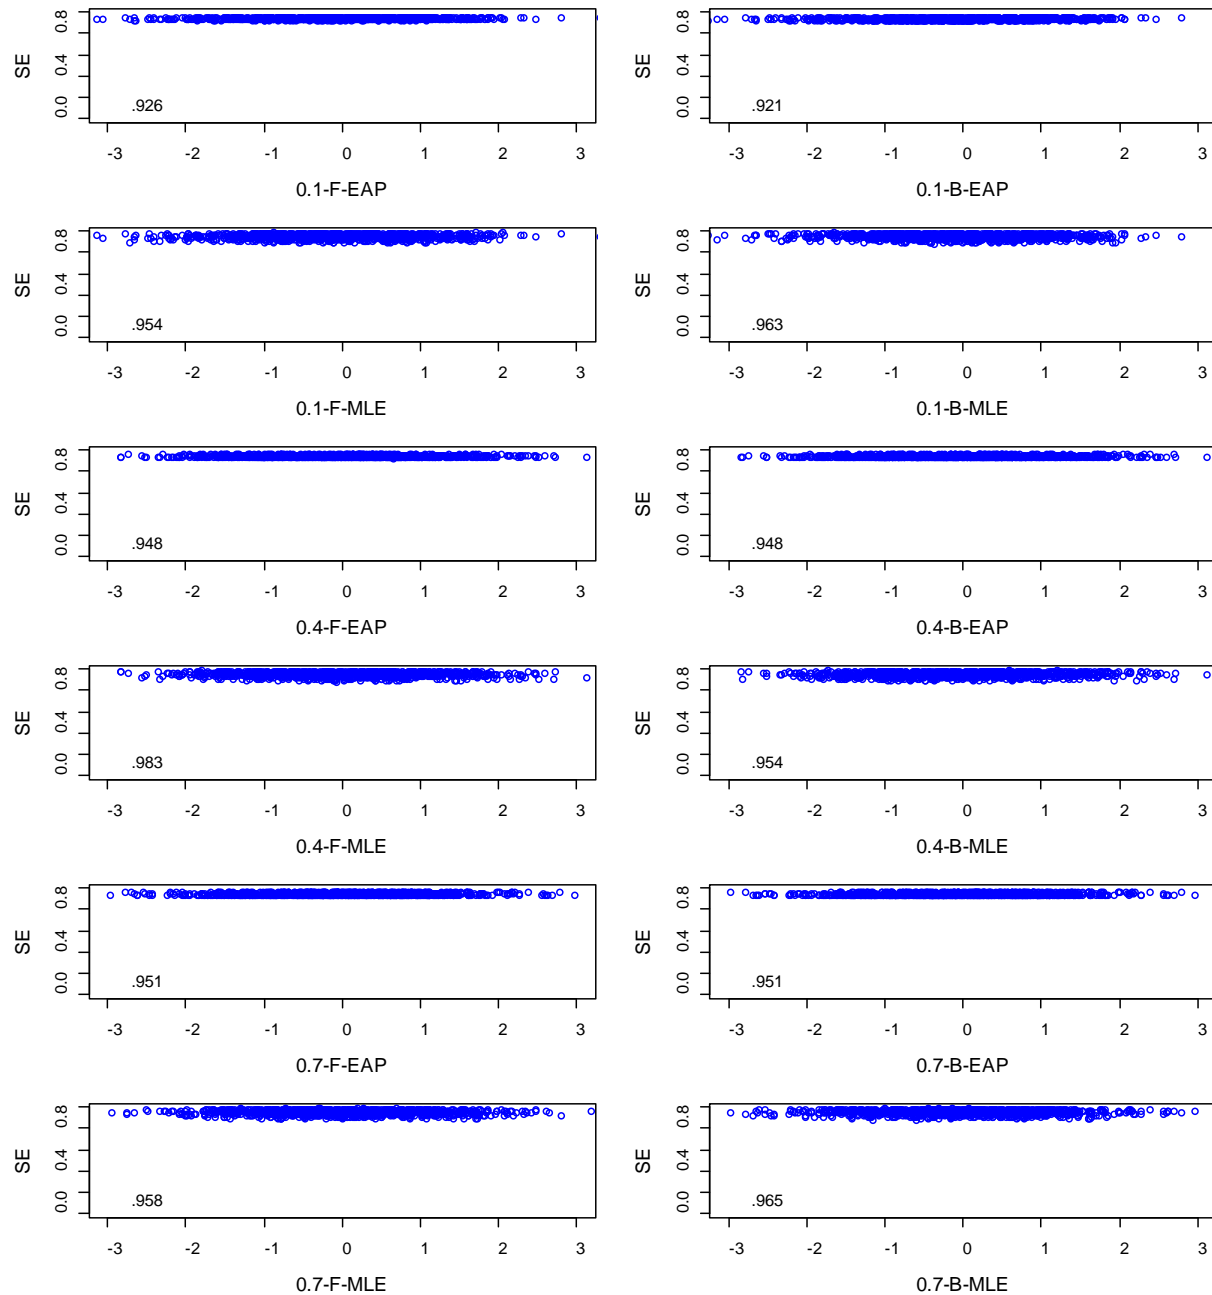 SE 0.0 0.4 0.8 .926 SE 0.0 0.4 0.8 .921
-3 -2 -1 0 1 2 3 -3 -2 -1 0 1 2 3
0.1-F-EAP 0.1-B-EAP
SE 0.0 0.4 0.8 .954 SE 0.0 0.4 0.8 .963
-3 -2 -1 0 1 2 3 -3 -2 -1 0 1 2 3
0.1-F-MLE 0.1-B-MLE
SE 0.0 0.4 0.8 .948 SE 0.0 0.4 0.8 .948
-3 -2 -1 0 1 2 3 -3 -2 -1 0 1 2 3
0.4-F-EAP 0.4-B-EAP
SE 0.0 0.4 0.8 .983 SE 0.0 0.4 0.8 .954
-3 -2 -1 0 1 2 3 -3 -2 -1 0 1 2 3
0.4-F-MLE 0.4-B-MLE
SE 0.0 0.4 0.8 .951 SE 0.0 0.4 0.8 .951
-3 -2 -1 0 1 2 3 -3 -2 -1 0 1 2 3
0.7-F-EAP 0.7-B-EAP
SE 0.0 0.4 0.8 .958 SE 0.0 0.4 0.8 .965
-3 -2 -1 0 1 2 3 -3 -2 -1 0 1 2 3
0.7-F-MLE 0.7-B-MLE